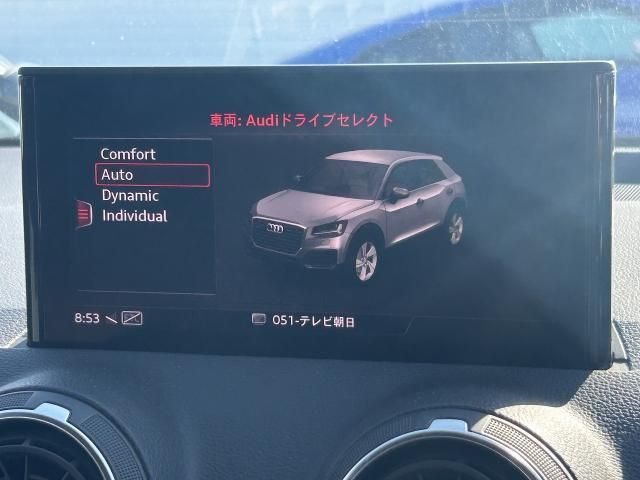 車両: Audiドライブセレクト
Comfort
Auto
Dynamic
Individual
8:53
051-テレビ朝日